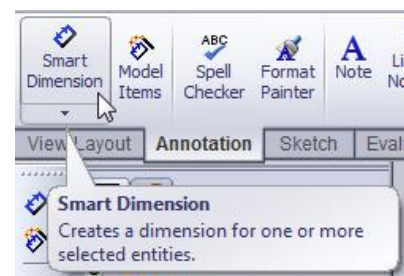 ABC
Smart Dimension
Model Items
Spell Checker
Format Painter
A
Note
View Layout
Annotation
Sketch
Smart Dimension
Creates a dimension for one or more
selected entities.